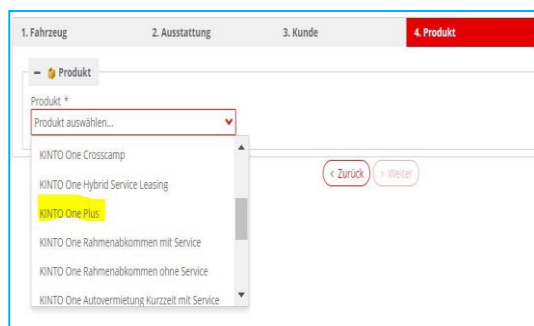 1. Fahrzeug 2. Ausstattung 3. Kunde 4. Produkt
Produkt
Produkt *
Produkt auswählen...
KINTO One Crosscamp
KINTO One Hybrid Service Leasing
KINTO One Plus
KINTO One Rahmenabkommen mit Service
KINTO One Rahmenabkommen ohne Service
KINTO One Autovermietung Kurzzeit mit Service
< Zurück > Weiter